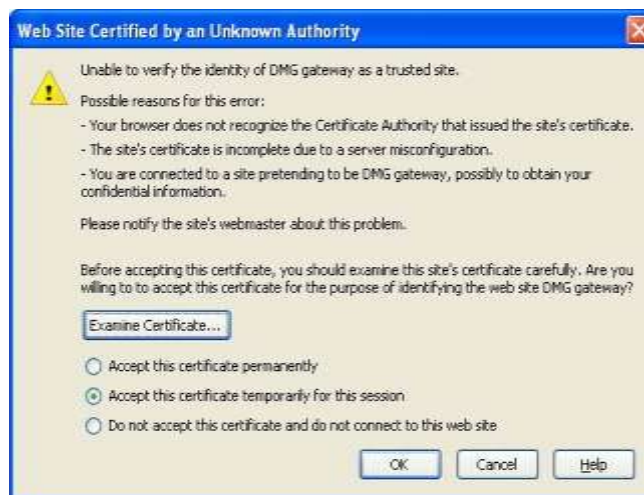 Web Site Certified by an Unknown Authority
Unable to verify the identity of DMG gateway as a trusted site.
Possible reasons for this error:
- Your browser does not recognize the Certificate Authority that issued the site's certificate.
- The site's certificate is incomplete due to a server misconfiguration.
- You are connected to a site pretending to be DMG gateway, possibly to obtain your
confidential information.
Please notify the site's webmaster about this problem.
Before accepting this certificate, you should examine this site's certificate carefully. Are you
willing to to accept this certificate for the purpose of identifying the web site DMG gateway?
Examine Certificate...
Accept this certificate permanently
Accept this certificate temporarily for this session
Do not accept this certificate and do not connect to this web site
OK Cancel Help